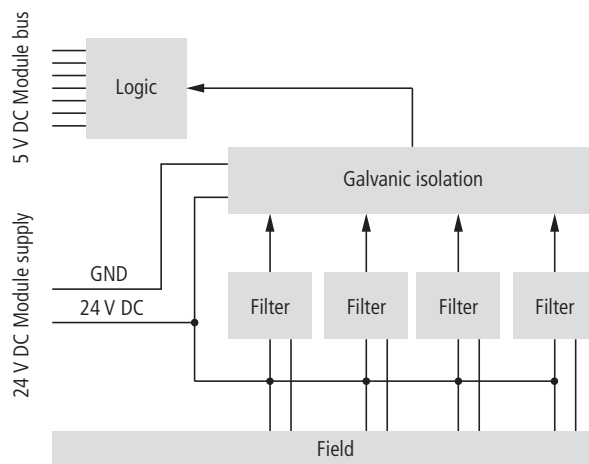 5 V DC Module bus
Logic
Galvanic isolation
24 V DC Module supply
GND
24 V DC
Filter
Filter
Filter
Filter
Field